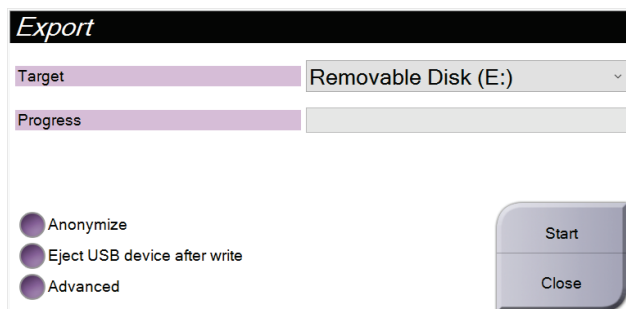 Export
Target
Removable Disk (E:)
Progress
Anonymize
Eject USB device after write
Advanced
Start
Close